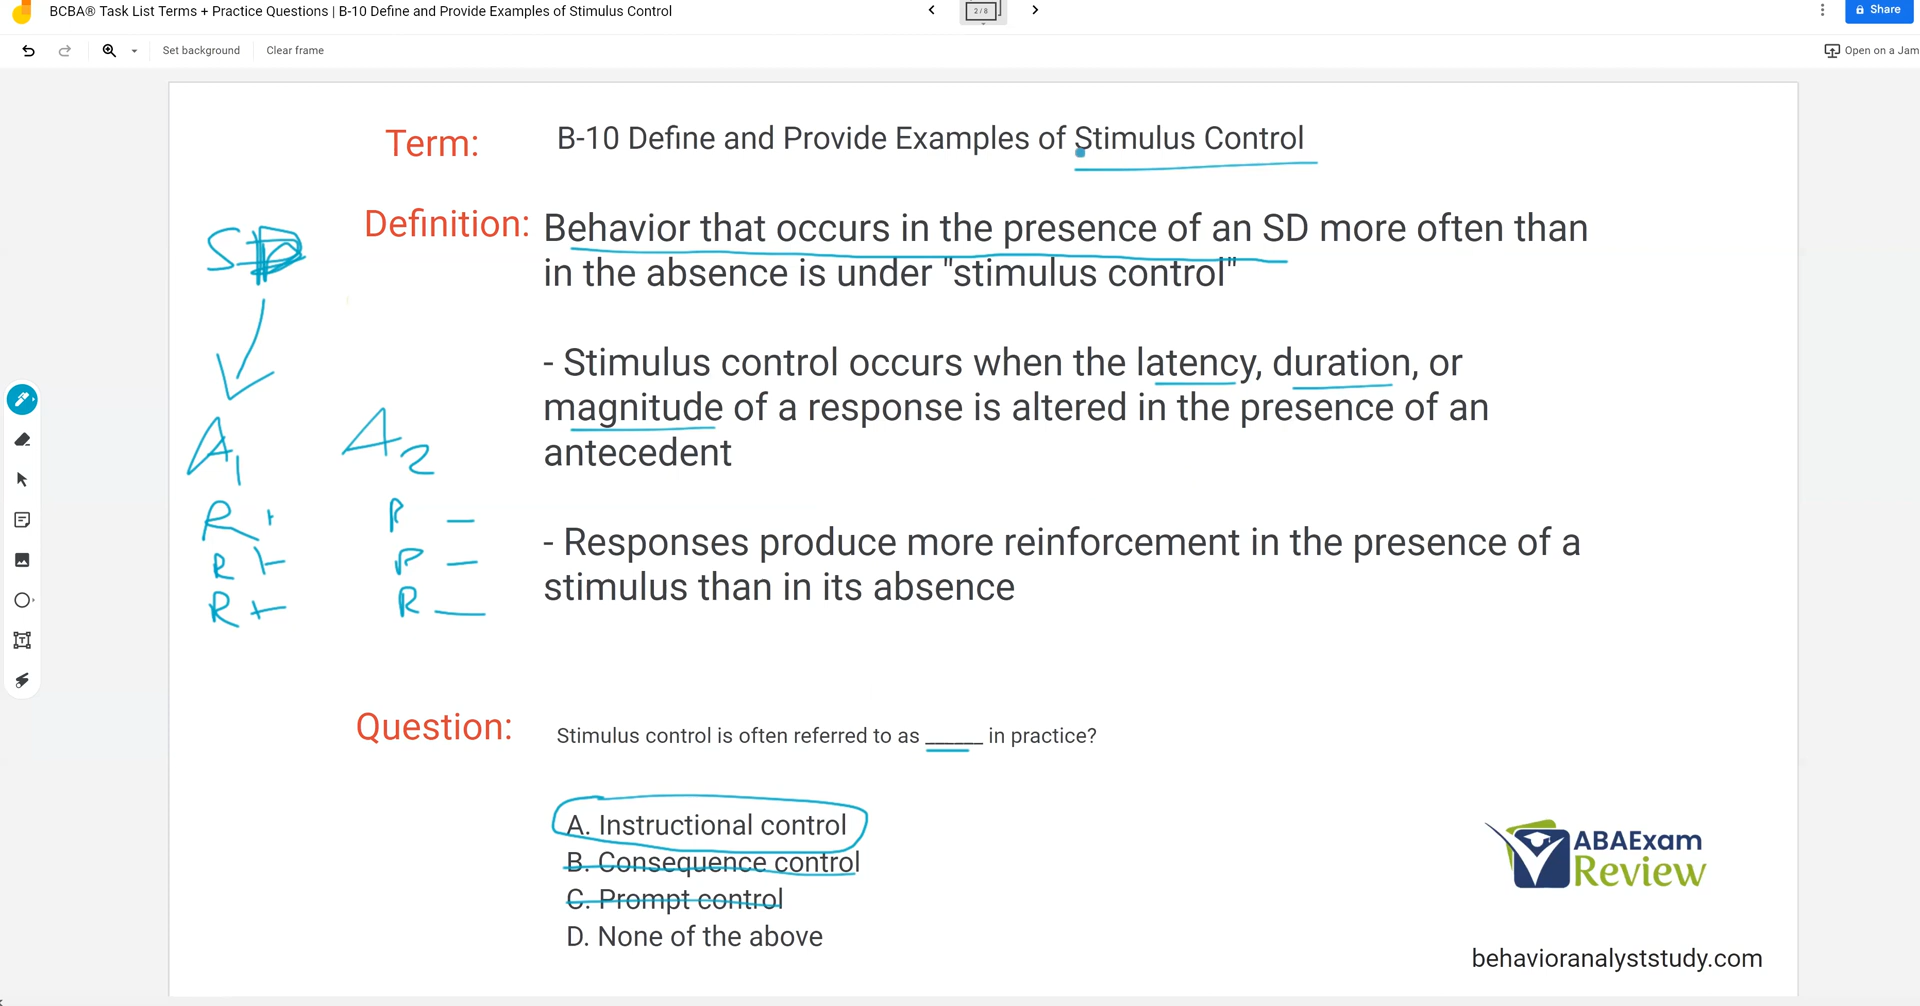 BCBA® Task List Terms + Practice Questions | B-10 Define and Provide Examples of Stimulus Control
2 / 8
Share
Set background
Clear frame
Open on a Jam
Term:
B-10 Define and Provide Examples of Stimulus Control
Definition:
Behavior that occurs in the presence of an SD more often than
in the absence is under "stimulus control"
- Stimulus control occurs when the latency, duration, or
magnitude of a response is altered in the presence of an
antecedent
- Responses produce more reinforcement in the presence of a
stimulus than in its absence
SD
A1 A2
R + R —
R + R —
R + R —
Question:
Stimulus control is often referred to as ______ in practice?
A. Instructional control
B. Consequence control
C. Prompt control
D. None of the above
ABAExam
Review
behavioranalyststudy.com